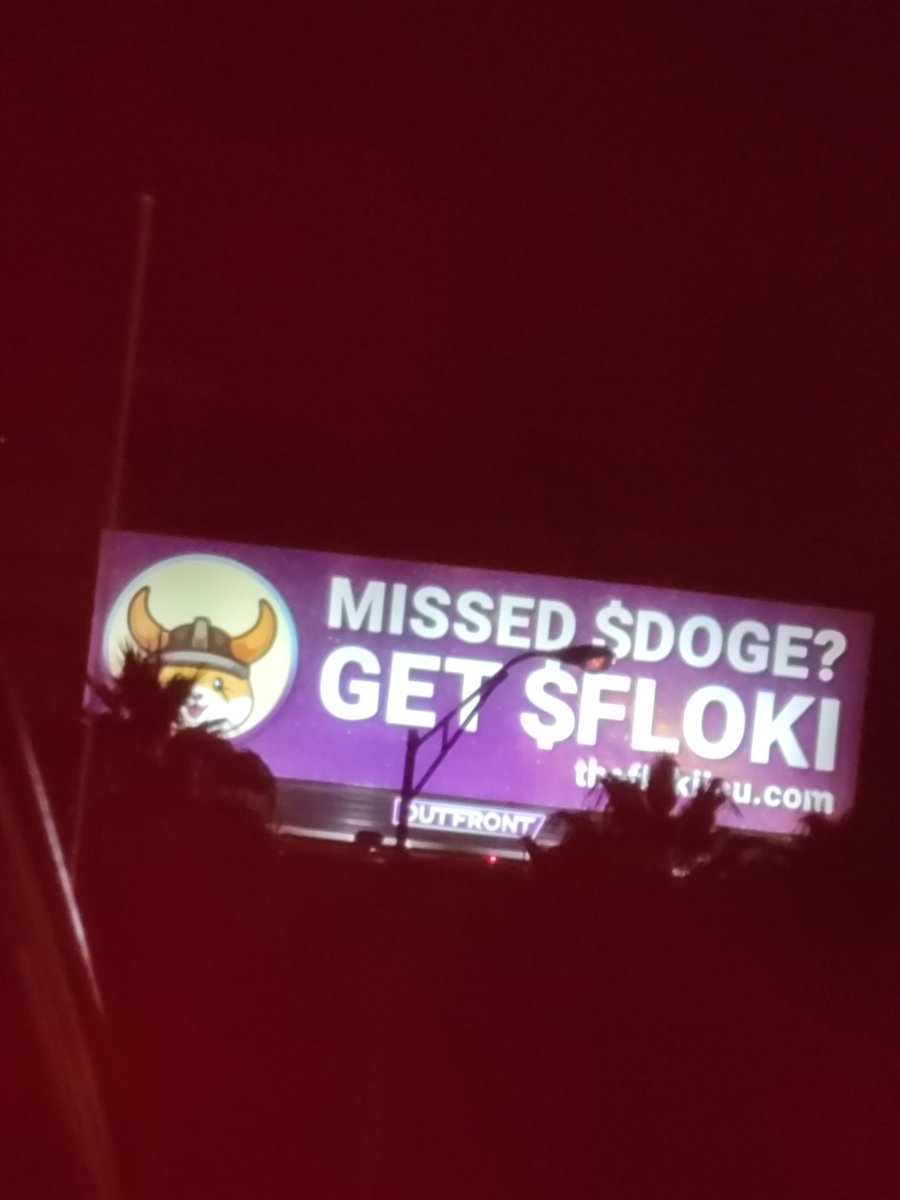 MISSED $DOGE?
GET $FLOKI
OUTFRONT